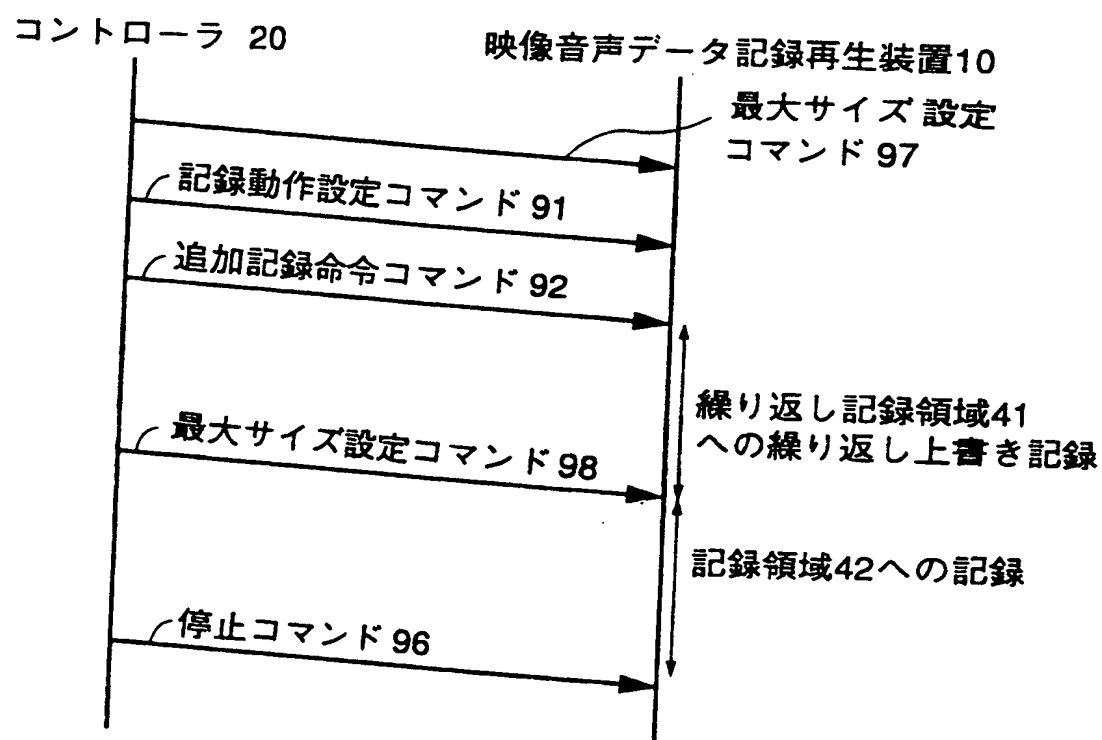 コントローラ 20
映像音声データ記録再生装置10
最大サイズ 設定
コマンド 97
記録動作設定コマンド 91
追加記録命令コマンド 92
繰り返し記録領域41
への繰り返し上書き記録
最大サイズ設定コマンド 98
記録領域42への記録
停止コマンド 96